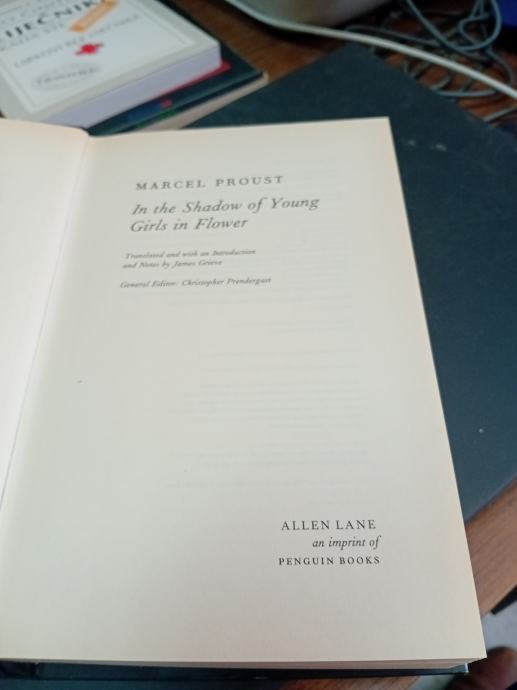 MARCEL PROUST
In the Shadow of Young
Girls in Flower
Translated and with an Introduction
and Notes by James Grieve
General Editor: Christopher Prendergast
ALLEN LANE
an imprint of
PENGUIN BOOKS